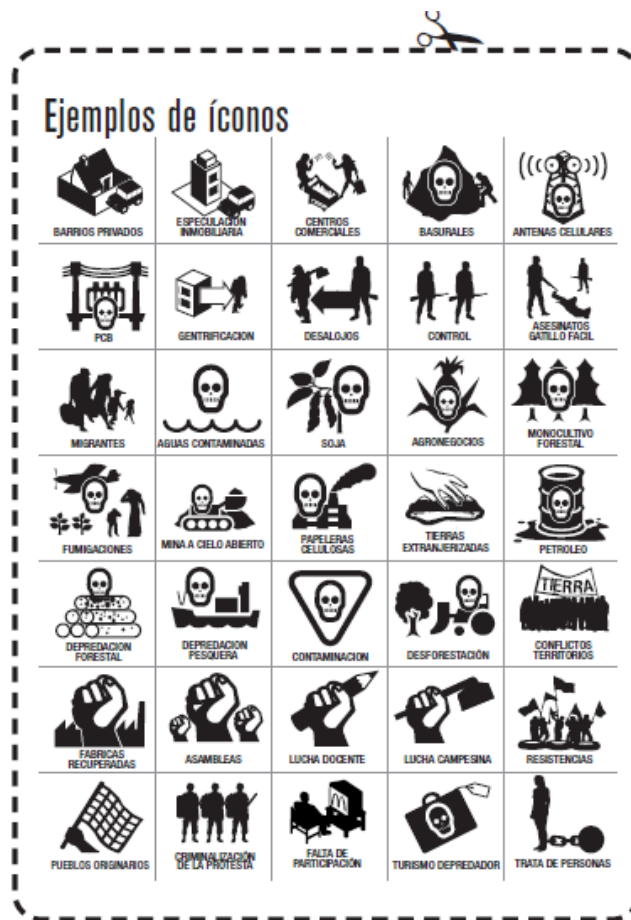 Ejemplos de íconos
BARRIOS PRIVADOS
ESPECULACIÓN
INMOBILIARIA
CENTROS
COMERCIALES
BASURALES
ANTENAS CELULARES
PCB
GENTRIFICACION
DESALOJOS
CONTROL
ASESINATOS
GATILLO FACIL
MIGRANTES
AGUAS CONTAMINADAS
SOJA
AGRONEGOCIOS
MONOCULTIVO
FORESTAL
FUMIGACIONES
MINA A CIELO ABIERTO
PAPELERAS
CELULOSAS
TIERRAS
EXTRANJERIZADAS
PETROLEO
DEPREDACION
FORESTAL
DEPREDACION
PESQUERA
CONTAMINACION
DESFORESTACIÓN
TIERRA
CONFLICTOS
TERRITORIOS
FABRICAS
RECUPERADAS
ASAMBLEAS
LUCHA DOCENTE
LUCHA CAMPESINA
RESISTENCIAS
PUEBLOS ORIGINARIOS
CRIMINALIZACIÓN
DE LA PROTESTA
FALTA DE
PARTICIPACIÓN
TURISMO DEPREDADOR
TRATA DE PERSONAS